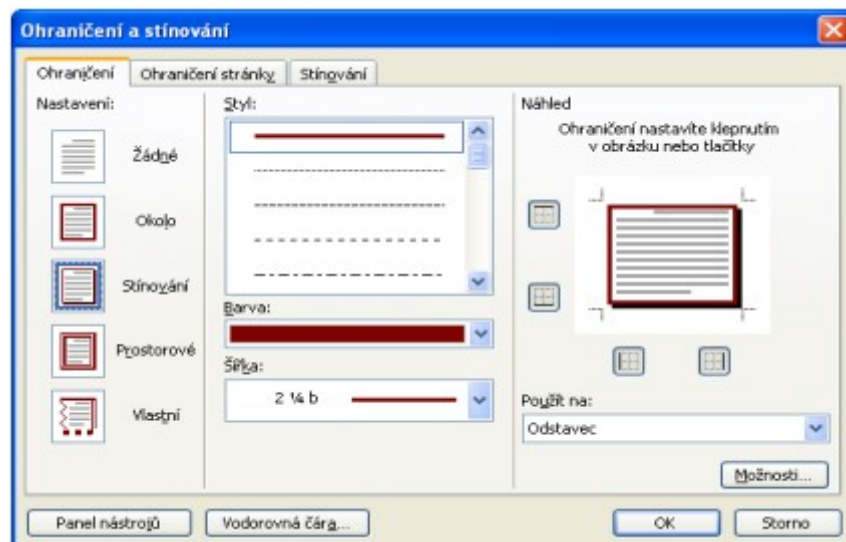 Ohraničení a stínování
Ohraničení
Ohraničení stránky
Stínování
Nastavení:
Žádné
Okolo
Stínování
Prostorové
Vlastní
Styl:
Barva:
Šířka:
2 ¼ b
Náhled
Ohraničení nastavíte klepnutím
v obrázku nebo tlačítky
Použít na:
Odstavec
Možnosti...
Panel nástrojů
Vodorovná čára...
OK
Storno